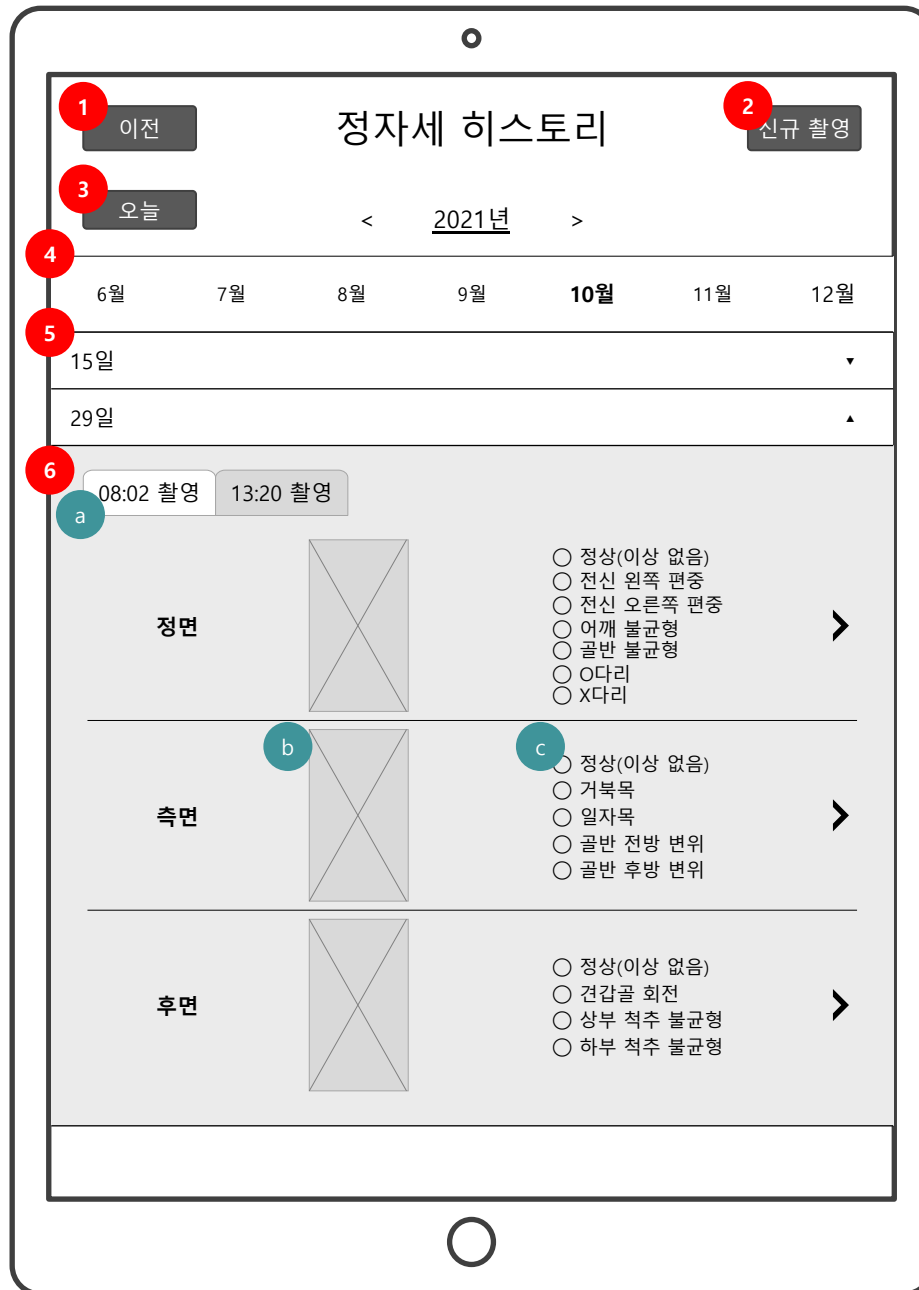 1
이전
정자세 히스토리
2
신규 촬영
3
오늘
< 2021년 >
4
6월 7월 8월 9월 10월 11월 12월
5
15일 ▼
29일 ▲
6
08:02 촬영 13:20 촬영
a
정면
○ 정상(이상 없음)
○ 전신 왼쪽 편중
○ 전신 오른쪽 편중
○ 어깨 불균형
○ 골반 불균형
○ O다리
○ X다리
b
c
측면
○ 정상(이상 없음)
○ 거북목
○ 일자목
○ 골반 전방 변위
○ 골반 후방 변위
후면
○ 정상(이상 없음)
○ 견갑골 회전
○ 상부 척추 불균형
○ 하부 척추 불균형